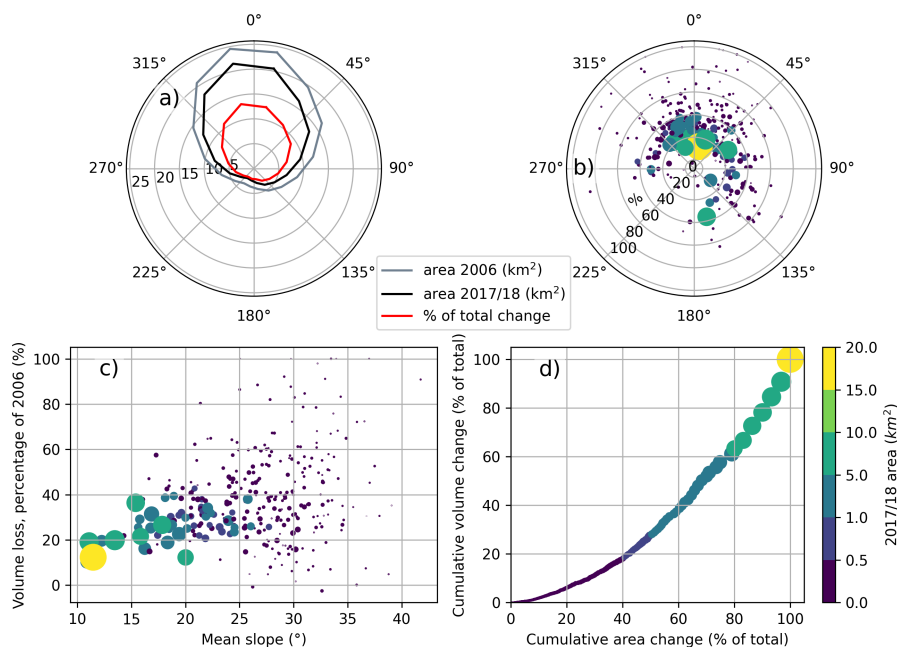 0°
0°
315°
45°
315°
45°
a)
270°
25 20 15 10 5
90°
270°
b)
0
20
40
%
60
80
100
90°
225°
135°
225°
135°
180°
180°
area 2006 (km²)
area 2017/18 (km²)
% of total change
c)
Volume loss, percentage of 2006 (%)
100
80
60
40
20
0
10 15 20 25 30 35 40
Mean slope (°)
d)
Cumulative volume change (% of total)
100
80
60
40
20
0
0 20 40 60 80 100
Cumulative area change (% of total)
20.0
15.0
10.0
5.0
1.0
0.5
0.0
2017/18 area (km²)